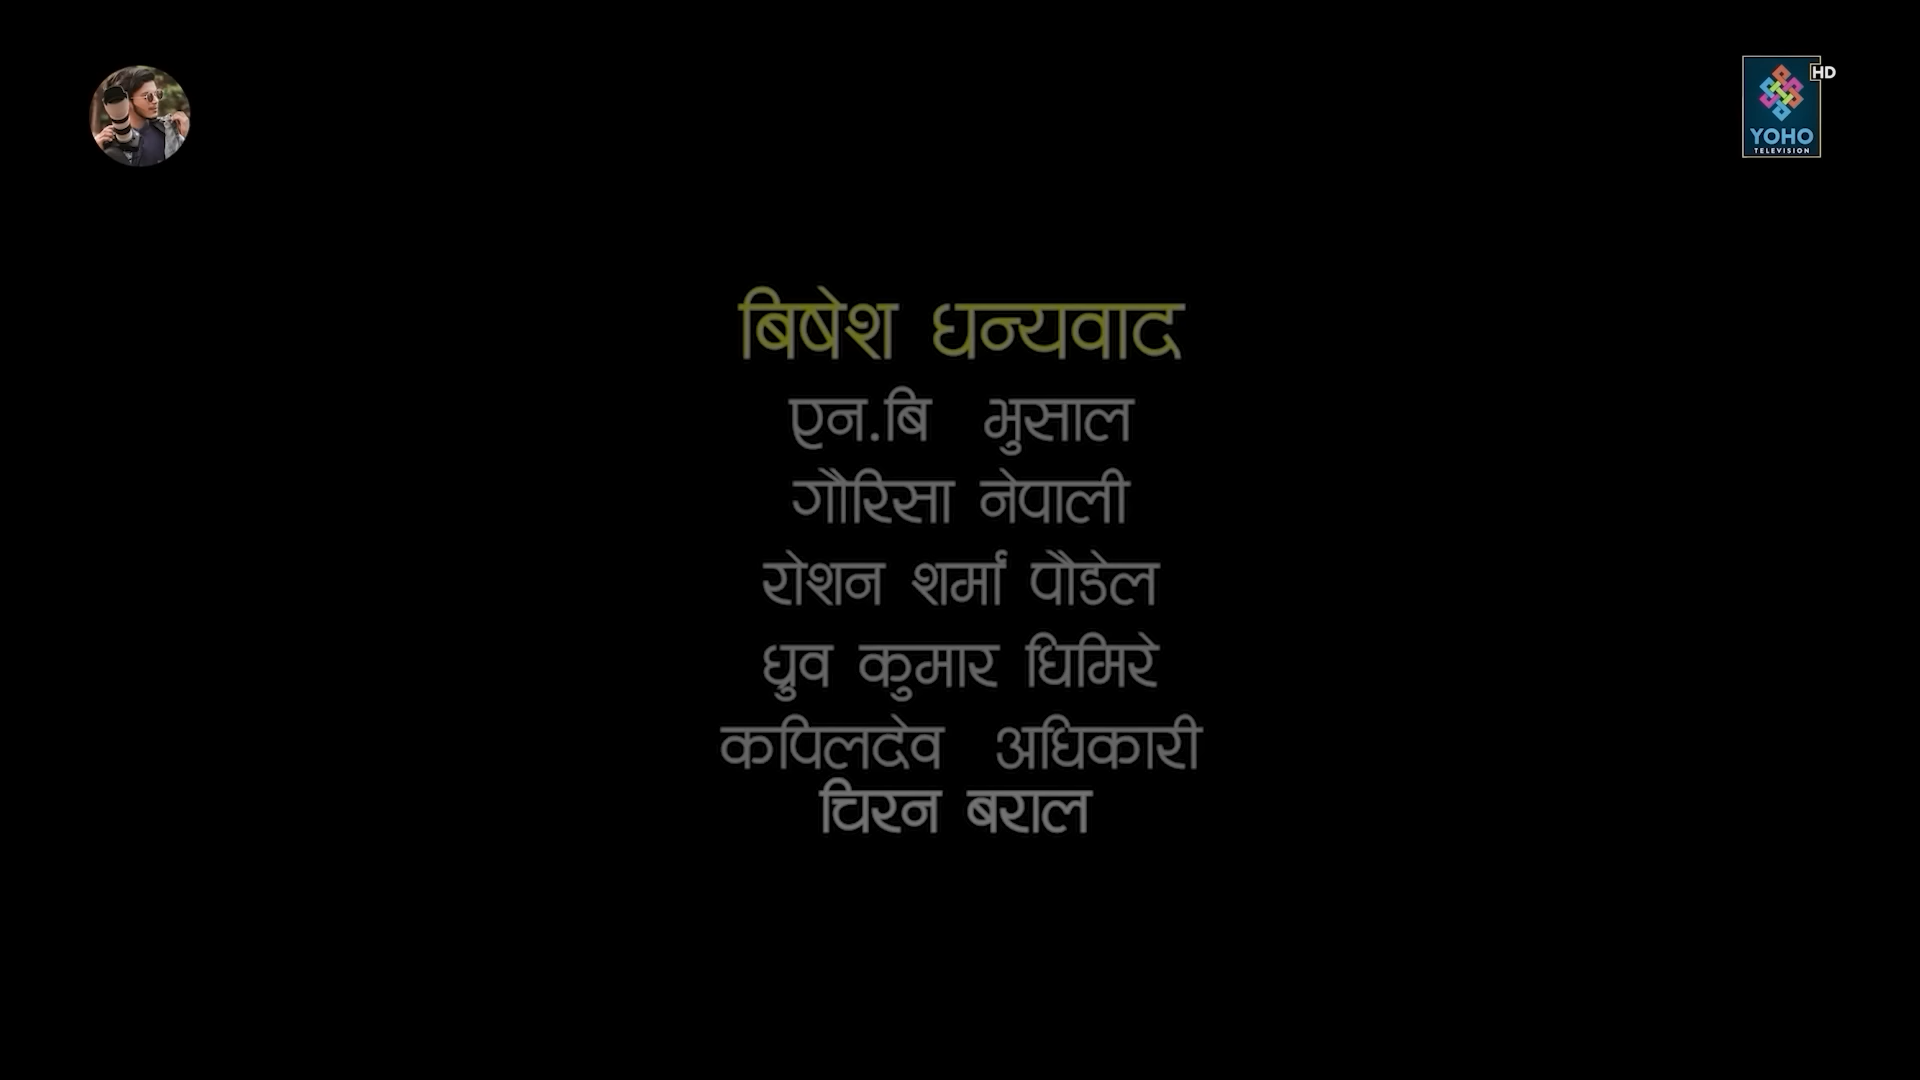 HD
YOHO
TELEVISION
बिषेश धन्यवाद
एन.बि भुसाल
गौरिसा नेपाली
रोशन शर्मा पौडेल
ध्रुव कुमार घिमिरे
कपिलदेव अधिकारी
चिरन बराल